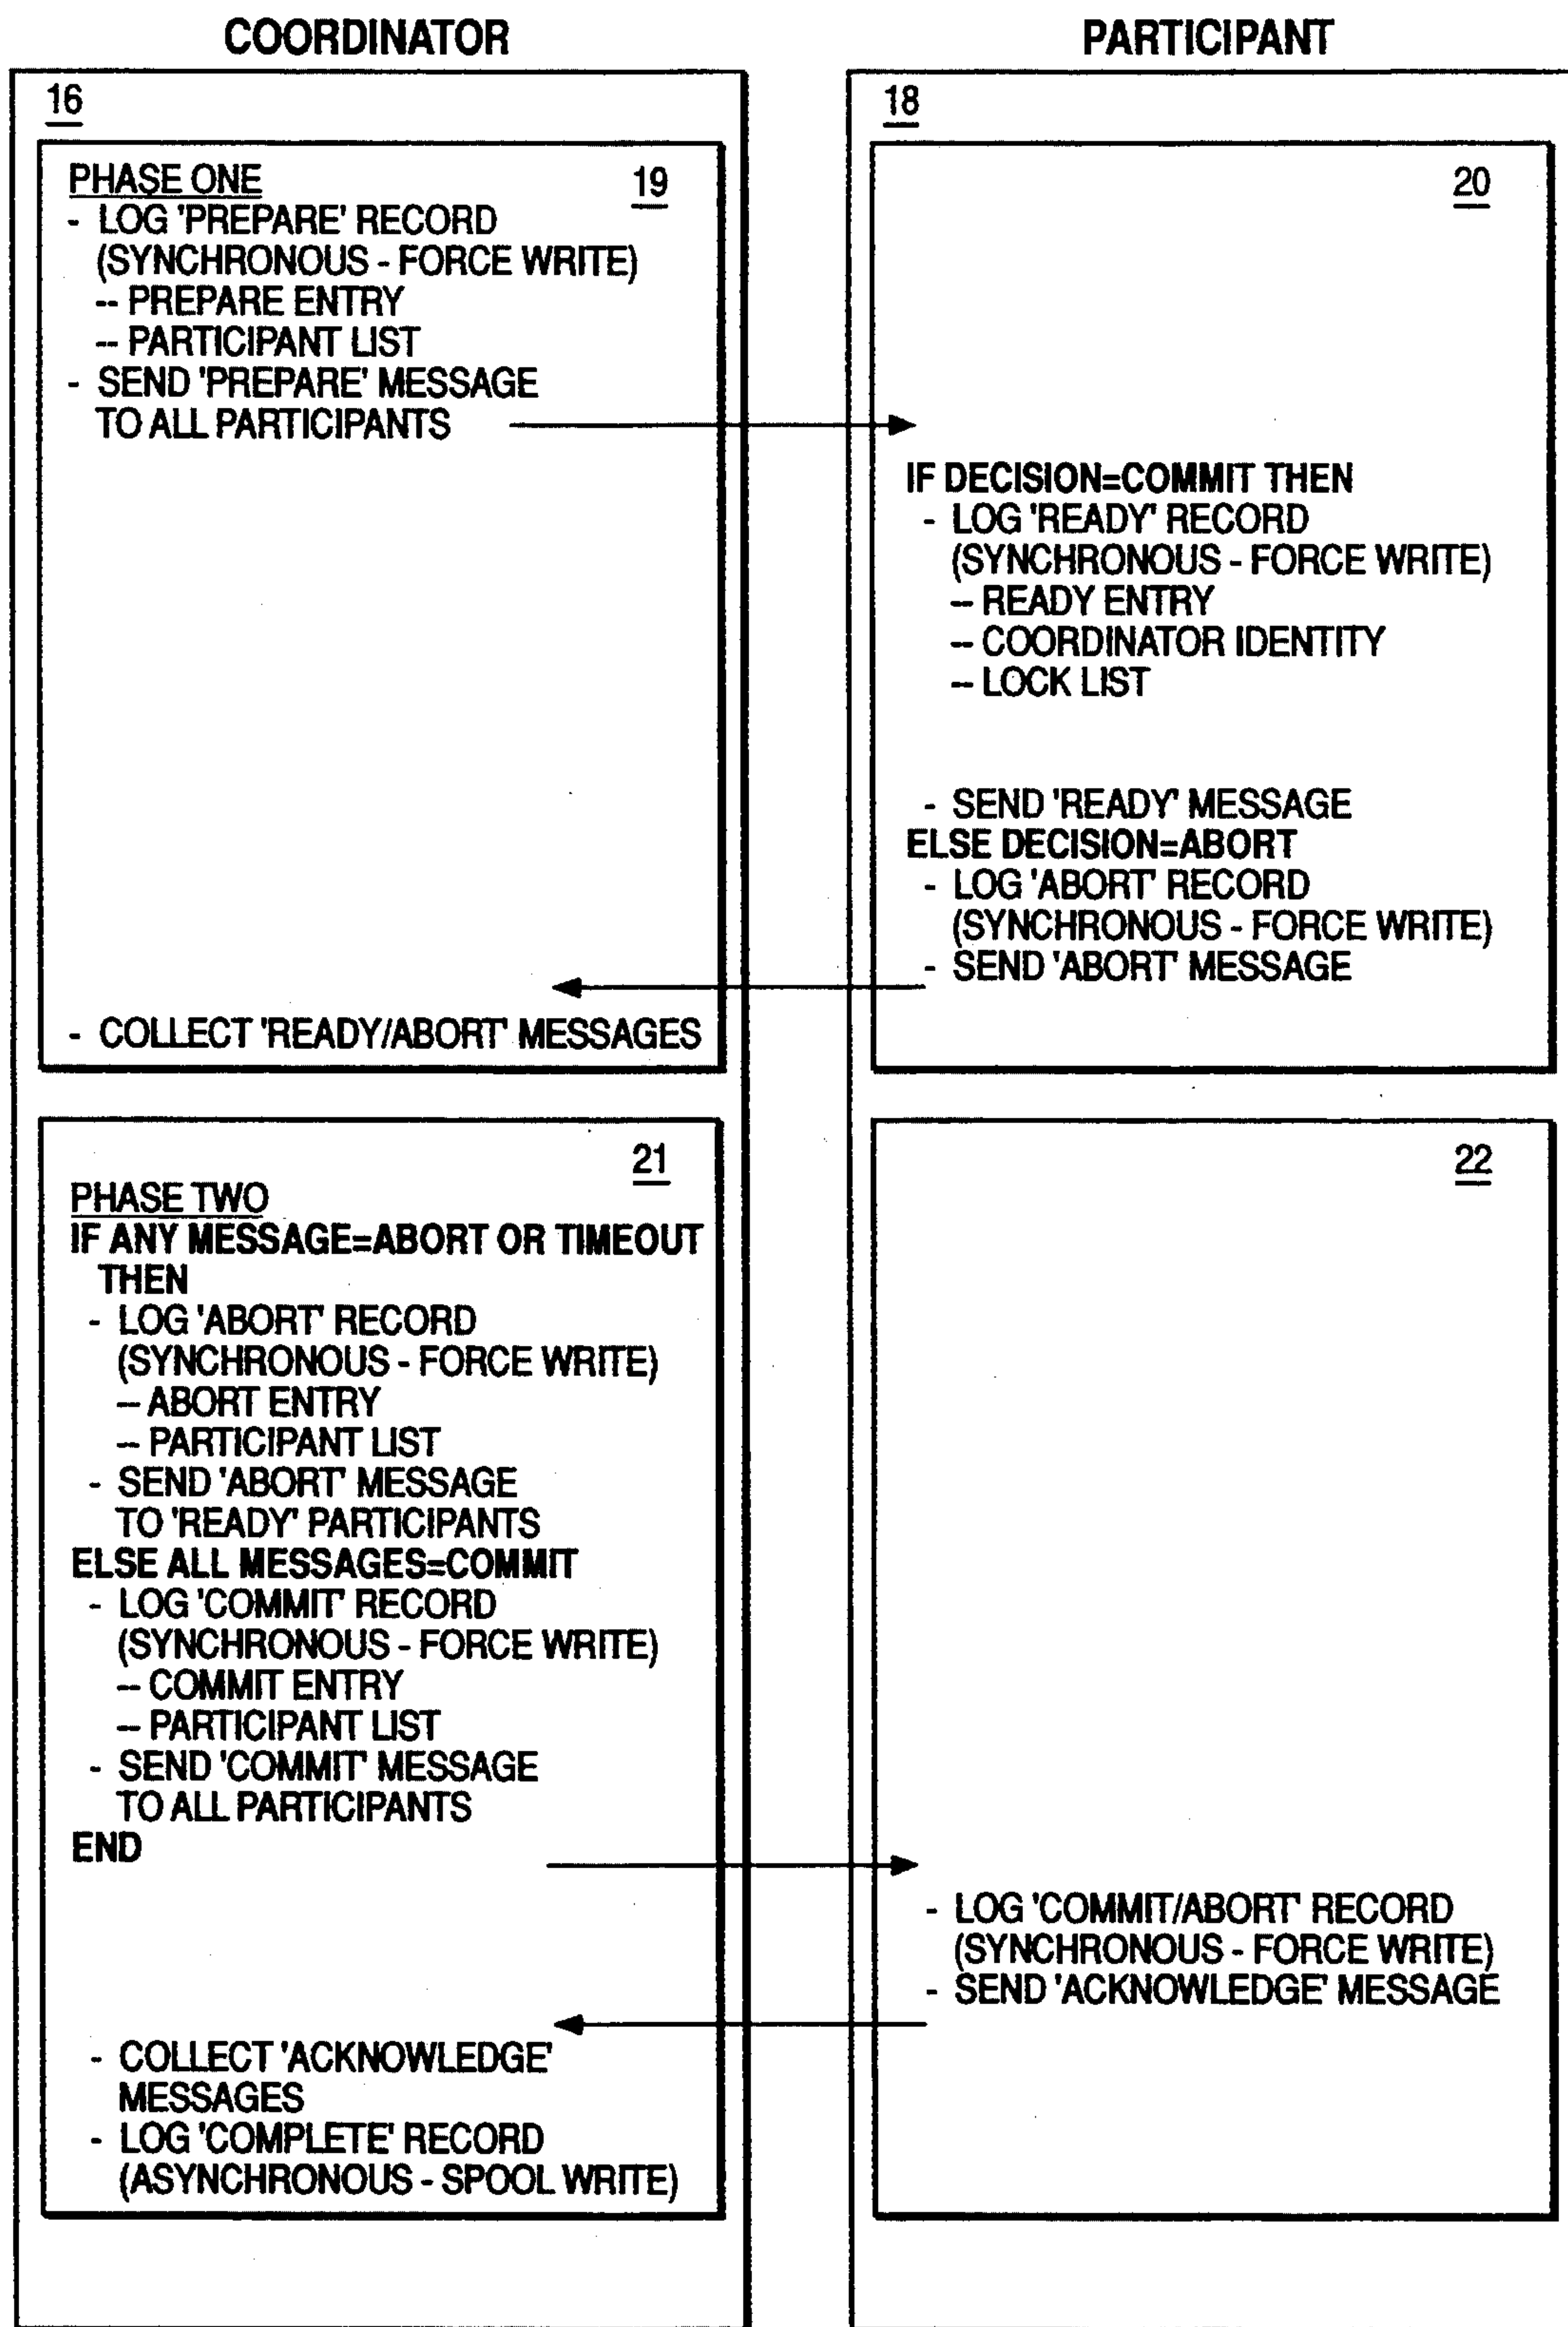 COORDINATOR
16
PHASE ONE
19
- LOG 'PREPARE' RECORD
(SYNCHRONOUS - FORCE WRITE)
-- PREPARE ENTRY
-- PARTICIPANT LIST
- SEND 'PREPARE' MESSAGE
TO ALL PARTICIPANTS
- COLLECT 'READY/ABORT' MESSAGES
PARTICIPANT
18
20
IF DECISION=COMMIT THEN
- LOG 'READY' RECORD
(SYNCHRONOUS - FORCE WRITE)
-- READY ENTRY
-- COORDINATOR IDENTITY
-- LOCK LIST
- SEND 'READY' MESSAGE
ELSE DECISION=ABORT
- LOG 'ABORT' RECORD
(SYNCHRONOUS - FORCE WRITE)
- SEND 'ABORT' MESSAGE
21
PHASE TWO
IF ANY MESSAGE=ABORT OR TIMEOUT
THEN
- LOG 'ABORT' RECORD
(SYNCHRONOUS - FORCE WRITE)
-- ABORT ENTRY
-- PARTICIPANT LIST
- SEND 'ABORT' MESSAGE
TO 'READY' PARTICIPANTS
ELSE ALL MESSAGES=COMMIT
- LOG 'COMMIT' RECORD
(SYNCHRONOUS - FORCE WRITE)
-- COMMIT ENTRY
-- PARTICIPANT LIST
- SEND 'COMMIT' MESSAGE
TO ALL PARTICIPANTS
END
- COLLECT 'ACKNOWLEDGE'
MESSAGES
- LOG 'COMPLETE' RECORD
(ASYNCHRONOUS - SPOOL WRITE)
22
- LOG 'COMMIT/ABORT' RECORD
(SYNCHRONOUS - FORCE WRITE)
- SEND 'ACKNOWLEDGE' MESSAGE